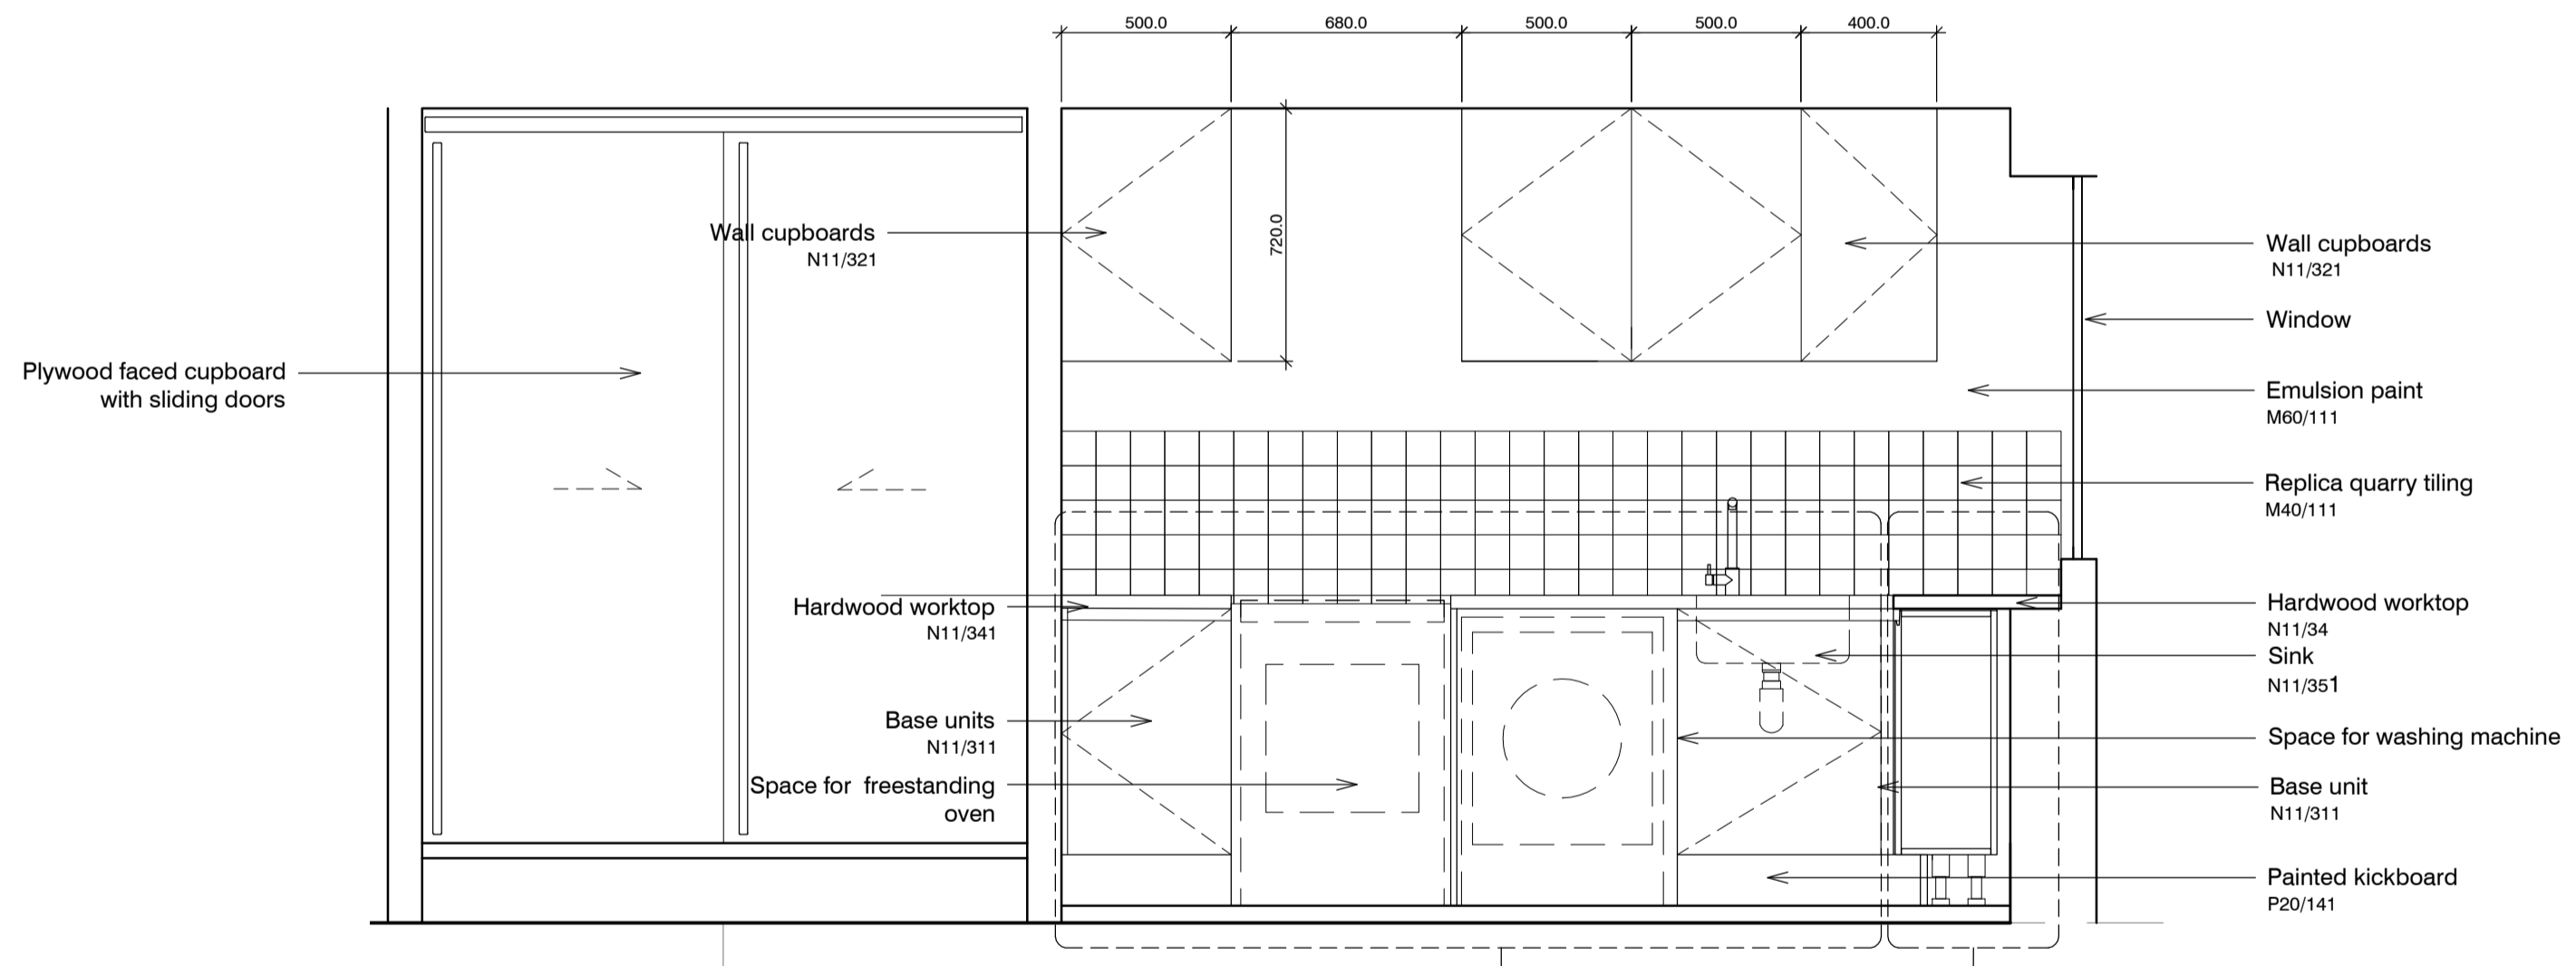 500.0 680.0 500.0 500.0 400.0
720.0
Wall cupboards
N11/321
Plywood faced cupboard
with sliding doors
Hardwood worktop
N11/341
Base units
N11/311
Space for freestanding
oven
Wall cupboards
N11/321
Window
Emulsion paint
M60/111
Replica quarry tiling
M40/111
Hardwood worktop
N11/34
Sink
N11/351
Space for washing machine
Base unit
N11/311
Painted kickboard
P20/141